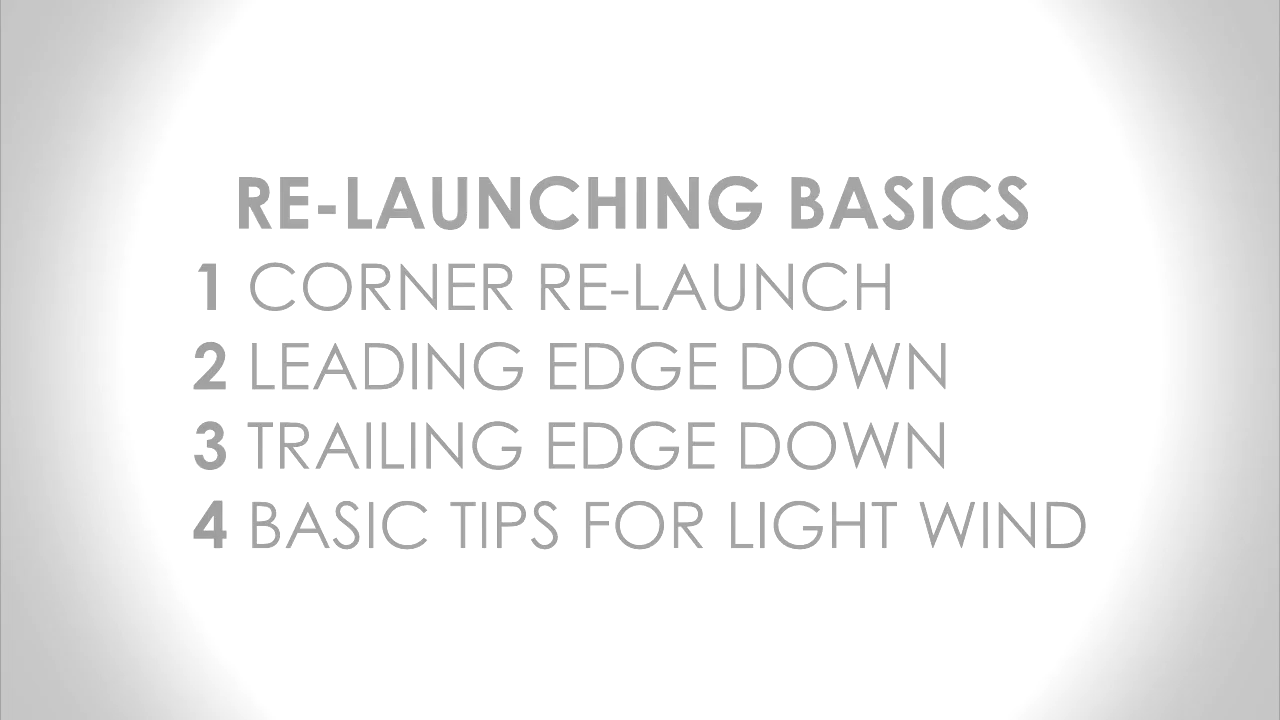 RE-LAUNCHING BASICS
1 CORNER RE-LAUNCH
2 LEADING EDGE DOWN
3 TRAILING EDGE DOWN
4 BASIC TIPS FOR LIGHT WIND